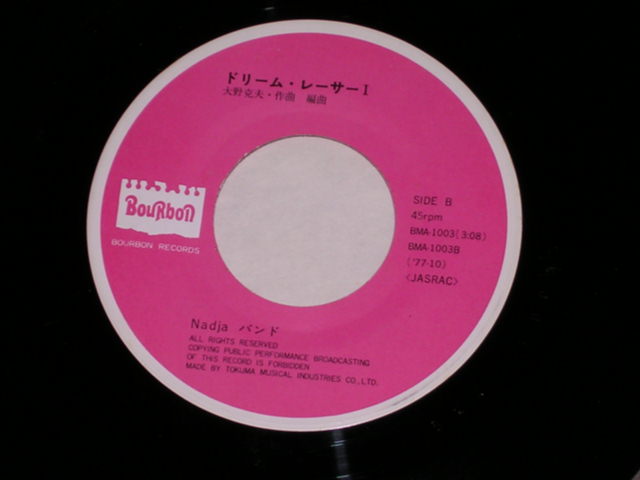 ドリーム・レーサーI
大野克夫・作曲 編曲
BouRbon
BOURBON RECORDS
SIDE B
45rpm
BMA-1003(3:08)
BMA-1003B
('77-10)
<JASRAC>
Nadja バンド
ALL RIGHTS RESERVED
COPYING PUBLIC PERFORMANCE BROADCASTING
OF THIS RECORD IS FORBIDDEN
MADE BY TOKUMA MUSICAL INDUSTRIES CO.,LTD.